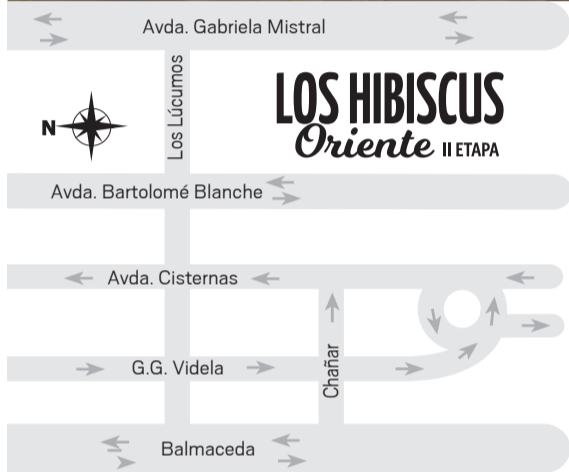 Avda. Gabriela Mistral
Los Lúcumos
LOS HIBISCUS
Oriente II ETAPA
N
Avda. Bartolomé Blanche
Avda. Cisternas
G.G. Videla
Chañar
Balmaceda